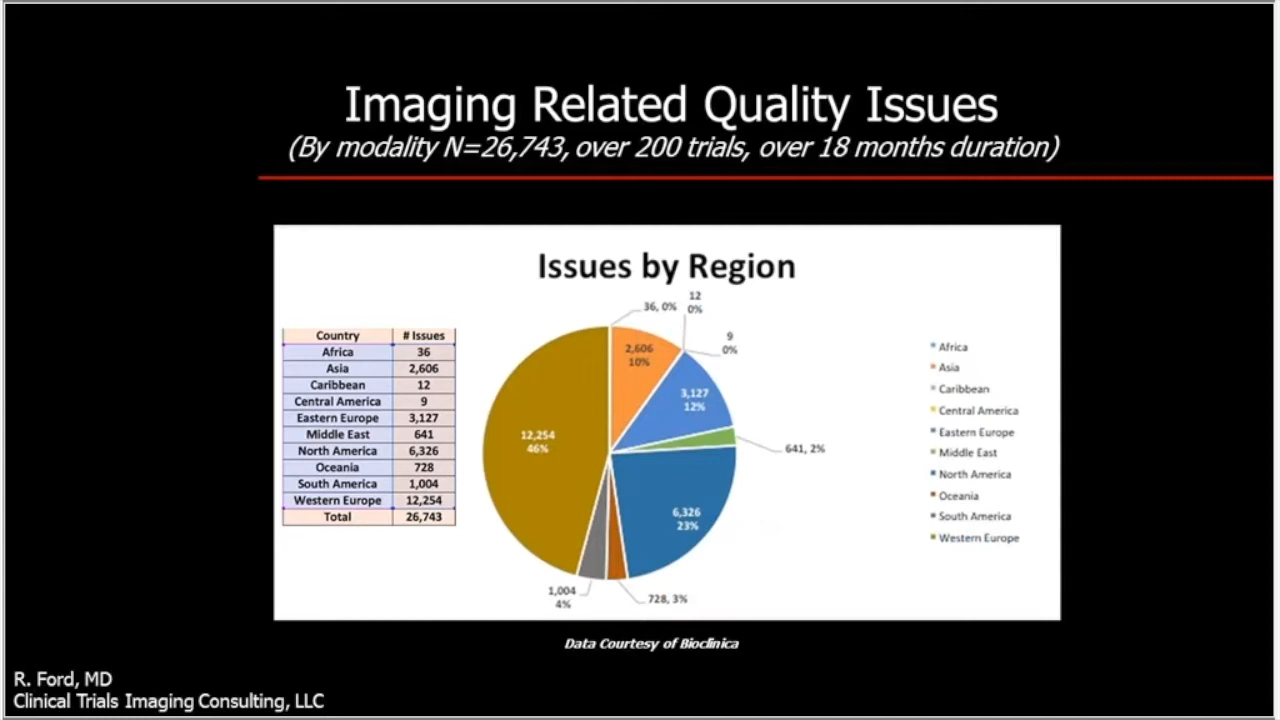 Imaging Related Quality Issues
(By modality N=26,743, over 200 trials, over 18 months duration)
Issues by Region
Country # Issues
Africa 36
Asia 2,606
Caribbean 12
Central America 9
Eastern Europe 3,127
Middle East 641
North America 6,326
Oceania 728
South America 1,004
Western Europe 12,254
Total 26,743
36, 0%
12
0%
9
0%
2,606
10%
3,127
12%
641, 2%
6,326
23%
728, 3%
1,004
4%
12,254
46%
Africa
Asia
Caribbean
Central America
Eastern Europe
Middle East
North America
Oceania
South America
Western Europe
Data Courtesy of Bioclinica
R. Ford, MD
Clinical Trials Imaging Consulting, LLC